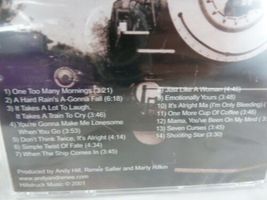 1) One Too Many Mornings (3:21)
2) A Hard Rain's A-Gonna Fall (6:18)
3) It Takes A Lot To Laugh,
It Takes A Train To Cry (3:46)
4) You're Gonna Make Me Lonesome
When You Go (3:53)
5) Don't Think Twice, It's Alright (4:14)
6) Simple Twist Of Fate (4:34)
7) When The Ship Comes In (3:45)
8) Just Like A Woman (4:55)
9) Emotionally Yours (3:48)
10) It's Alright Ma (I'm Only Bleeding)
11) One More Cup Of Coffee (3:46)
12) Mama, You've Been On My Mind
13) Seven Curses (3:45)
14) Shooting Star (3:30)
Produced by Andy Hill, Renée Safier and Marty Rifkin
www.andyandrenee.com
Hilldruck Music © 2001